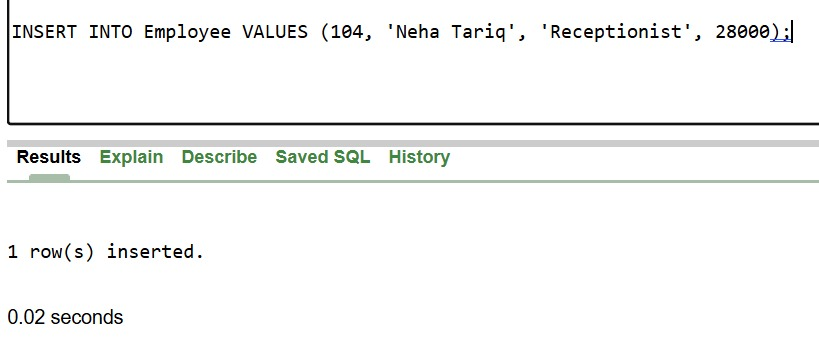 INSERT INTO Employee VALUES (104, 'Neha Tariq', 'Receptionist', 28000);
Results Explain Describe Saved SQL History
1 row(s) inserted.
0.02 seconds